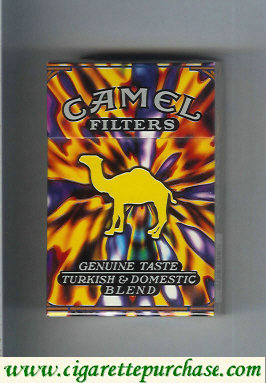 CAMEL
FILTERS
GENUINE TASTE
TURKISH & DOMESTIC
BLEND
www.cigarettepurchase.com